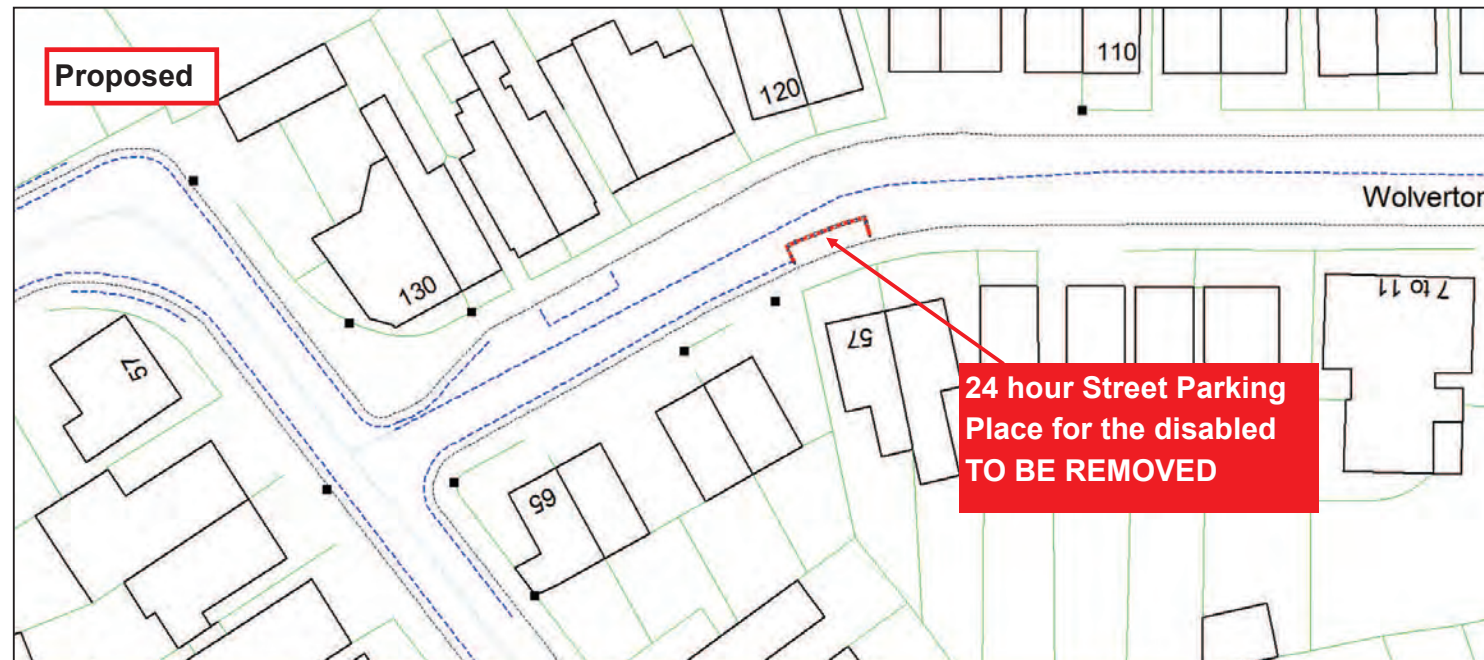 Proposed
110
120
Wolverton
130
7 to 11
57
57
24 hour Street Parking
Place for the disabled
TO BE REMOVED
65